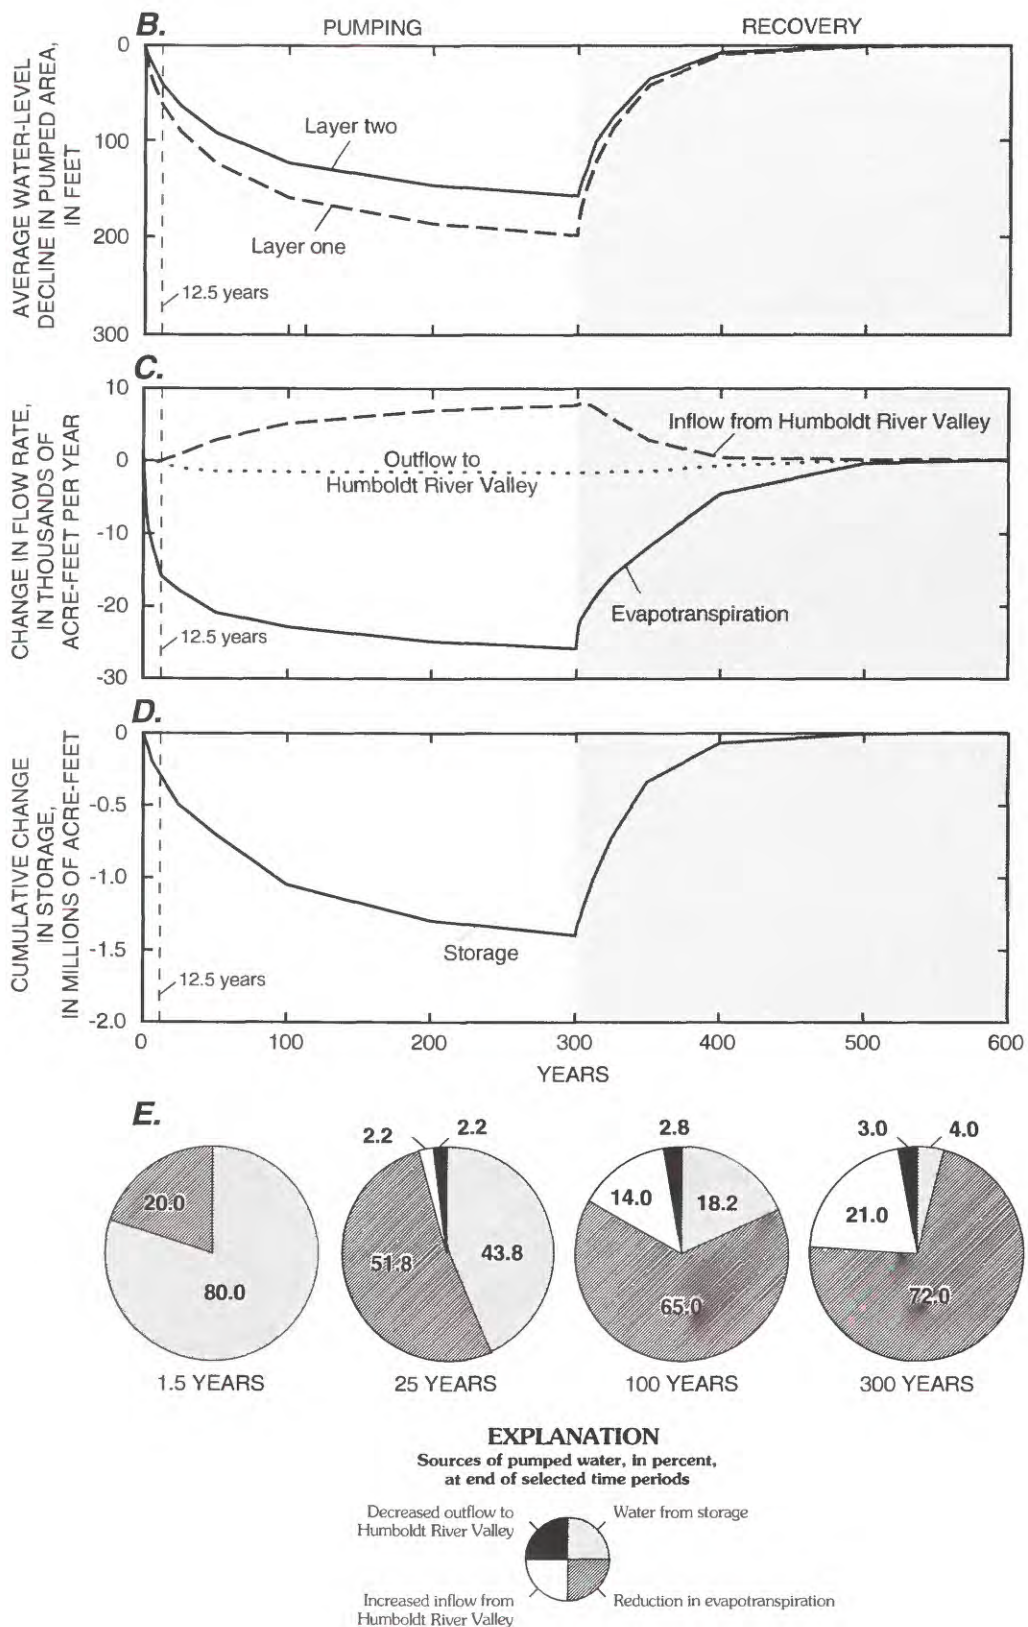 B.
PUMPING
RECOVERY
AVERAGE WATER-LEVEL
DECLINE IN PUMPED AREA,
IN FEET
0
100
200
300
Layer two
Layer one
12.5 years
C.
CHANGE IN FLOW RATE,
IN THOUSANDS OF
ACRE-FEET PER YEAR
10
0
-10
-20
-30
Inflow from Humboldt River Valley
Outflow to
Humboldt River Valley
Evapotranspiration
12.5 years
D.
CUMULATIVE CHANGE
IN STORAGE,
IN MILLIONS OF ACRE-FEET
0
-0.5
-1.0
-1.5
-2.0
Storage
12.5 years
0 100 200 300 400 500 600
YEARS
E.
20.0
80.0
1.5 YEARS
2.2 2.2
51.8 43.8
25 YEARS
2.8
14.0 18.2
65.0
100 YEARS
3.0 4.0
21.0
72.0
300 YEARS
EXPLANATION
Sources of pumped water, in percent,
at end of selected time periods
Decreased outflow to
Humboldt River Valley
Water from storage
Increased inflow from
Humboldt River Valley
Reduction in evapotranspiration